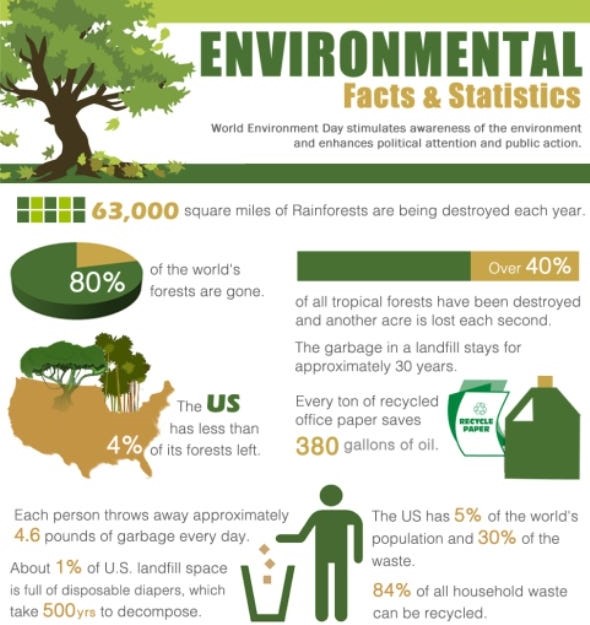 ENVIRONMENTAL
Facts & Statistics
World Environment Day stimulates awareness of the environment
and enhances political attention and public action.
63,000 square miles of Rainforests are being destroyed each year.
80%
of the world's
forests are gone.
Over 40%
of all tropical forests have been destroyed
and another acre is lost each second.
The garbage in a landfill stays for
approximately 30 years.
The US
has less than
4% of its forests left.
Every ton of recycled
office paper saves
380 gallons of oil.
RECYCLE
PAPER
Each person throws away approximately
4.6 pounds of garbage every day.
About 1% of U.S. landfill space
is full of disposable diapers, which
take 500yrs to decompose.
The US has 5% of the world's
population and 30% of the
waste.
84% of all household waste
can be recycled.